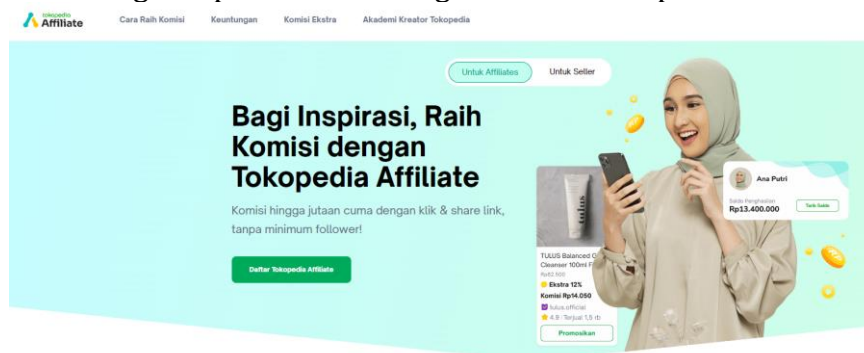 tokopedia
Affiliate
Cara Raih Komisi
Keuntungan
Komisi Ekstra
Akademi Kreator Tokopedia
Untuk Affiliates
Untuk Seller
Bagi Inspirasi, Raih
Komisi dengan
Tokopedia Affiliate
Komisi hingga jutaan cuma dengan klik & share link,
tanpa minimum follower!
Daftar Tokopedia Affiliate
Ana Putri
Saldo Penghasilan
Rp13.400.000
Tarik Saldo
tulus
TULUS Balanced
Cleanser 100ml
Ekstra 12%
Komisi Rp14.050
tulus official
4.9 Terjual 1,9 rb
Promosikan